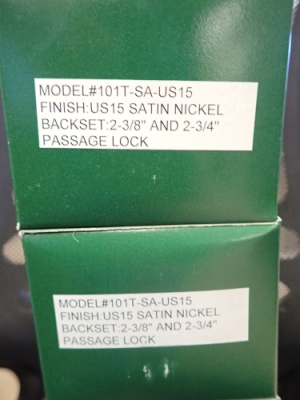 MODEL#101T-SA-US15
FINISH:US15 SATIN NICKEL
BACKSET:2-3/8" AND 2-3/4"
PASSAGE LOCK
MODEL#101T-SA-US15
FINISH:US15 SATIN NICKEL
BACKSET:2-3/8" AND 2-3/4"
PASSAGE LOCK